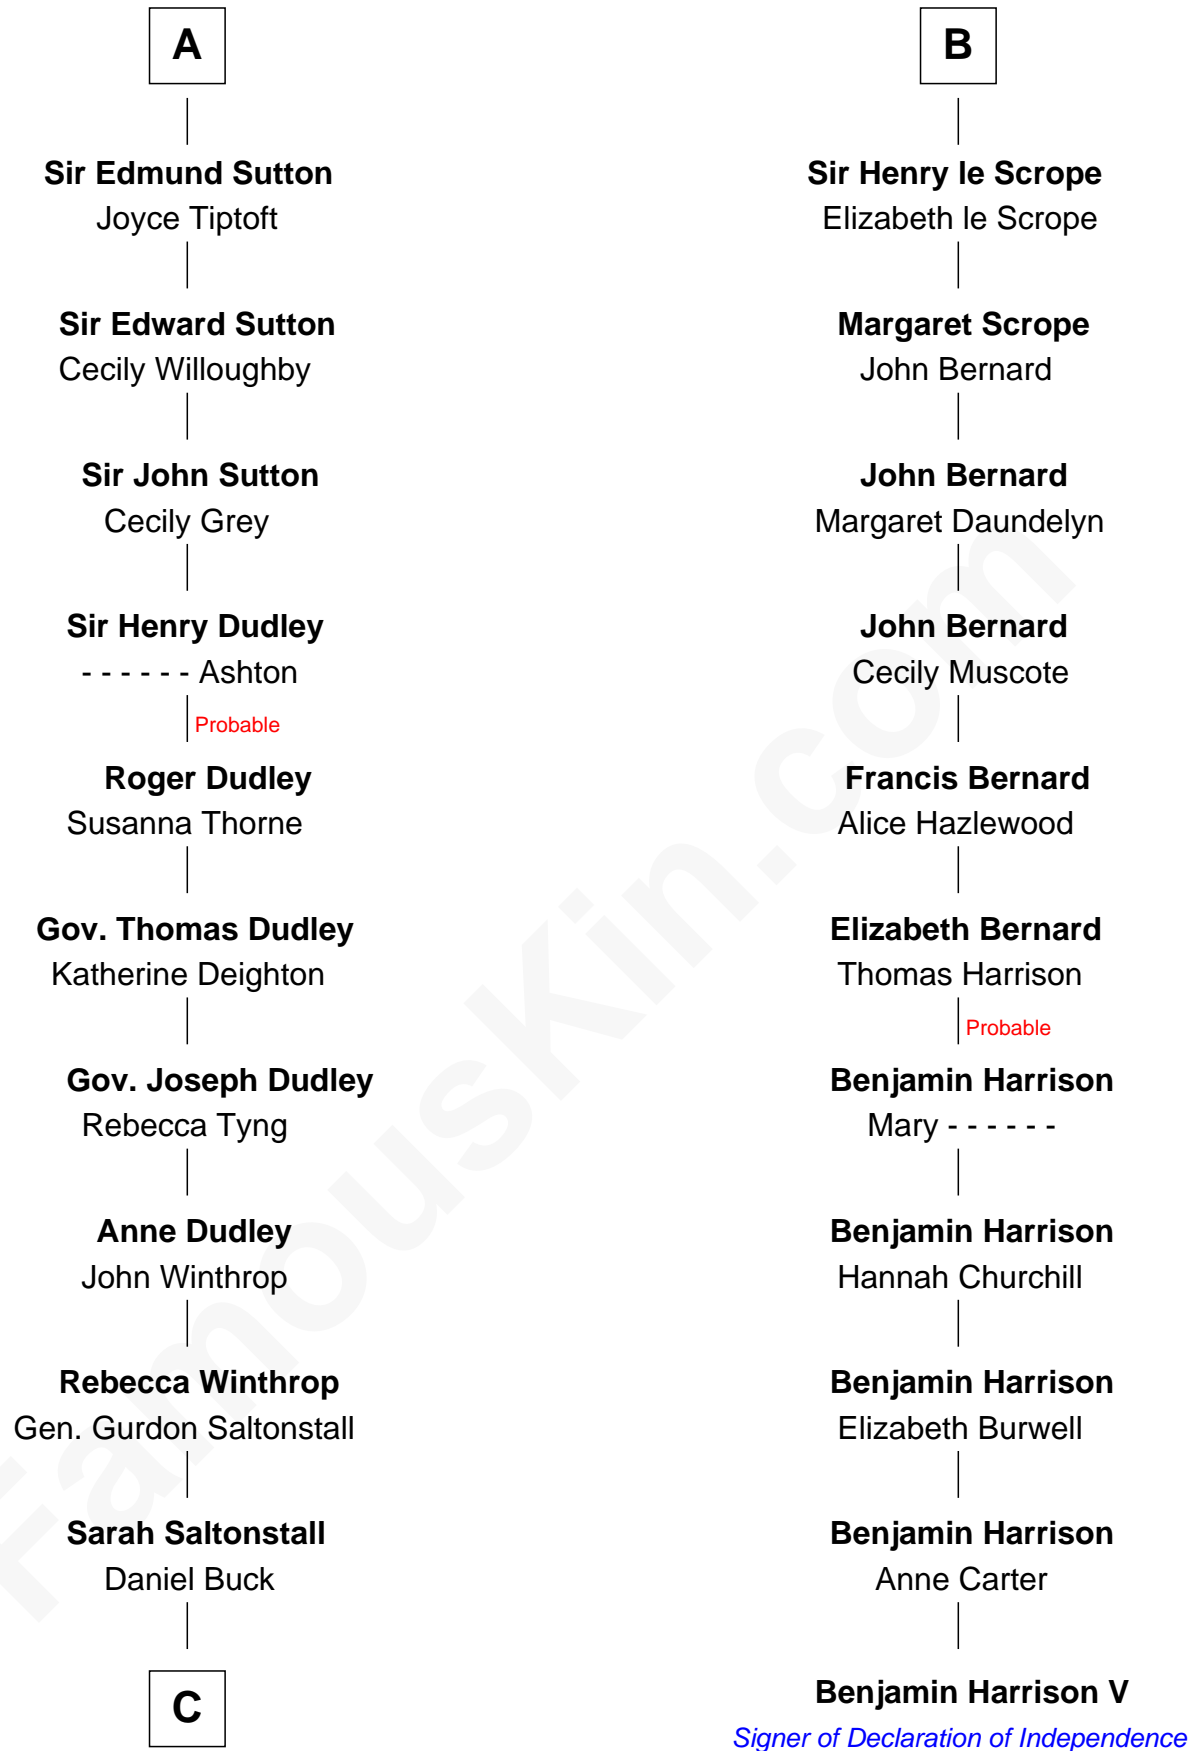 A
Sir Edmund Sutton
Joyce Tiptoft
Sir Edward Sutton
Cecily Willoughby
Sir John Sutton
Cecily Grey
Sir Henry Dudley
- - - - - - Ashton
Probable
Roger Dudley
Susanna Thorne
Gov. Thomas Dudley
Katherine Deighton
Gov. Joseph Dudley
Rebecca Tyng
Anne Dudley
John Winthrop
Rebecca Winthrop
Gen. Gurdon Saltonstall
Sarah Saltonstall
Daniel Buck
C
B
Sir Henry le Scrope
Elizabeth le Scrope
Margaret Scrope
John Bernard
John Bernard
Margaret Daundelyn
John Bernard
Cecily Muscote
Francis Bernard
Alice Hazlewood
Elizabeth Bernard
Thomas Harrison
Probable
Benjamin Harrison
Mary - - - - - -
Benjamin Harrison
Hannah Churchill
Benjamin Harrison
Elizabeth Burwell
Benjamin Harrison
Anne Carter
Benjamin Harrison V
Signer of Declaration of Independence
FamousKin.com